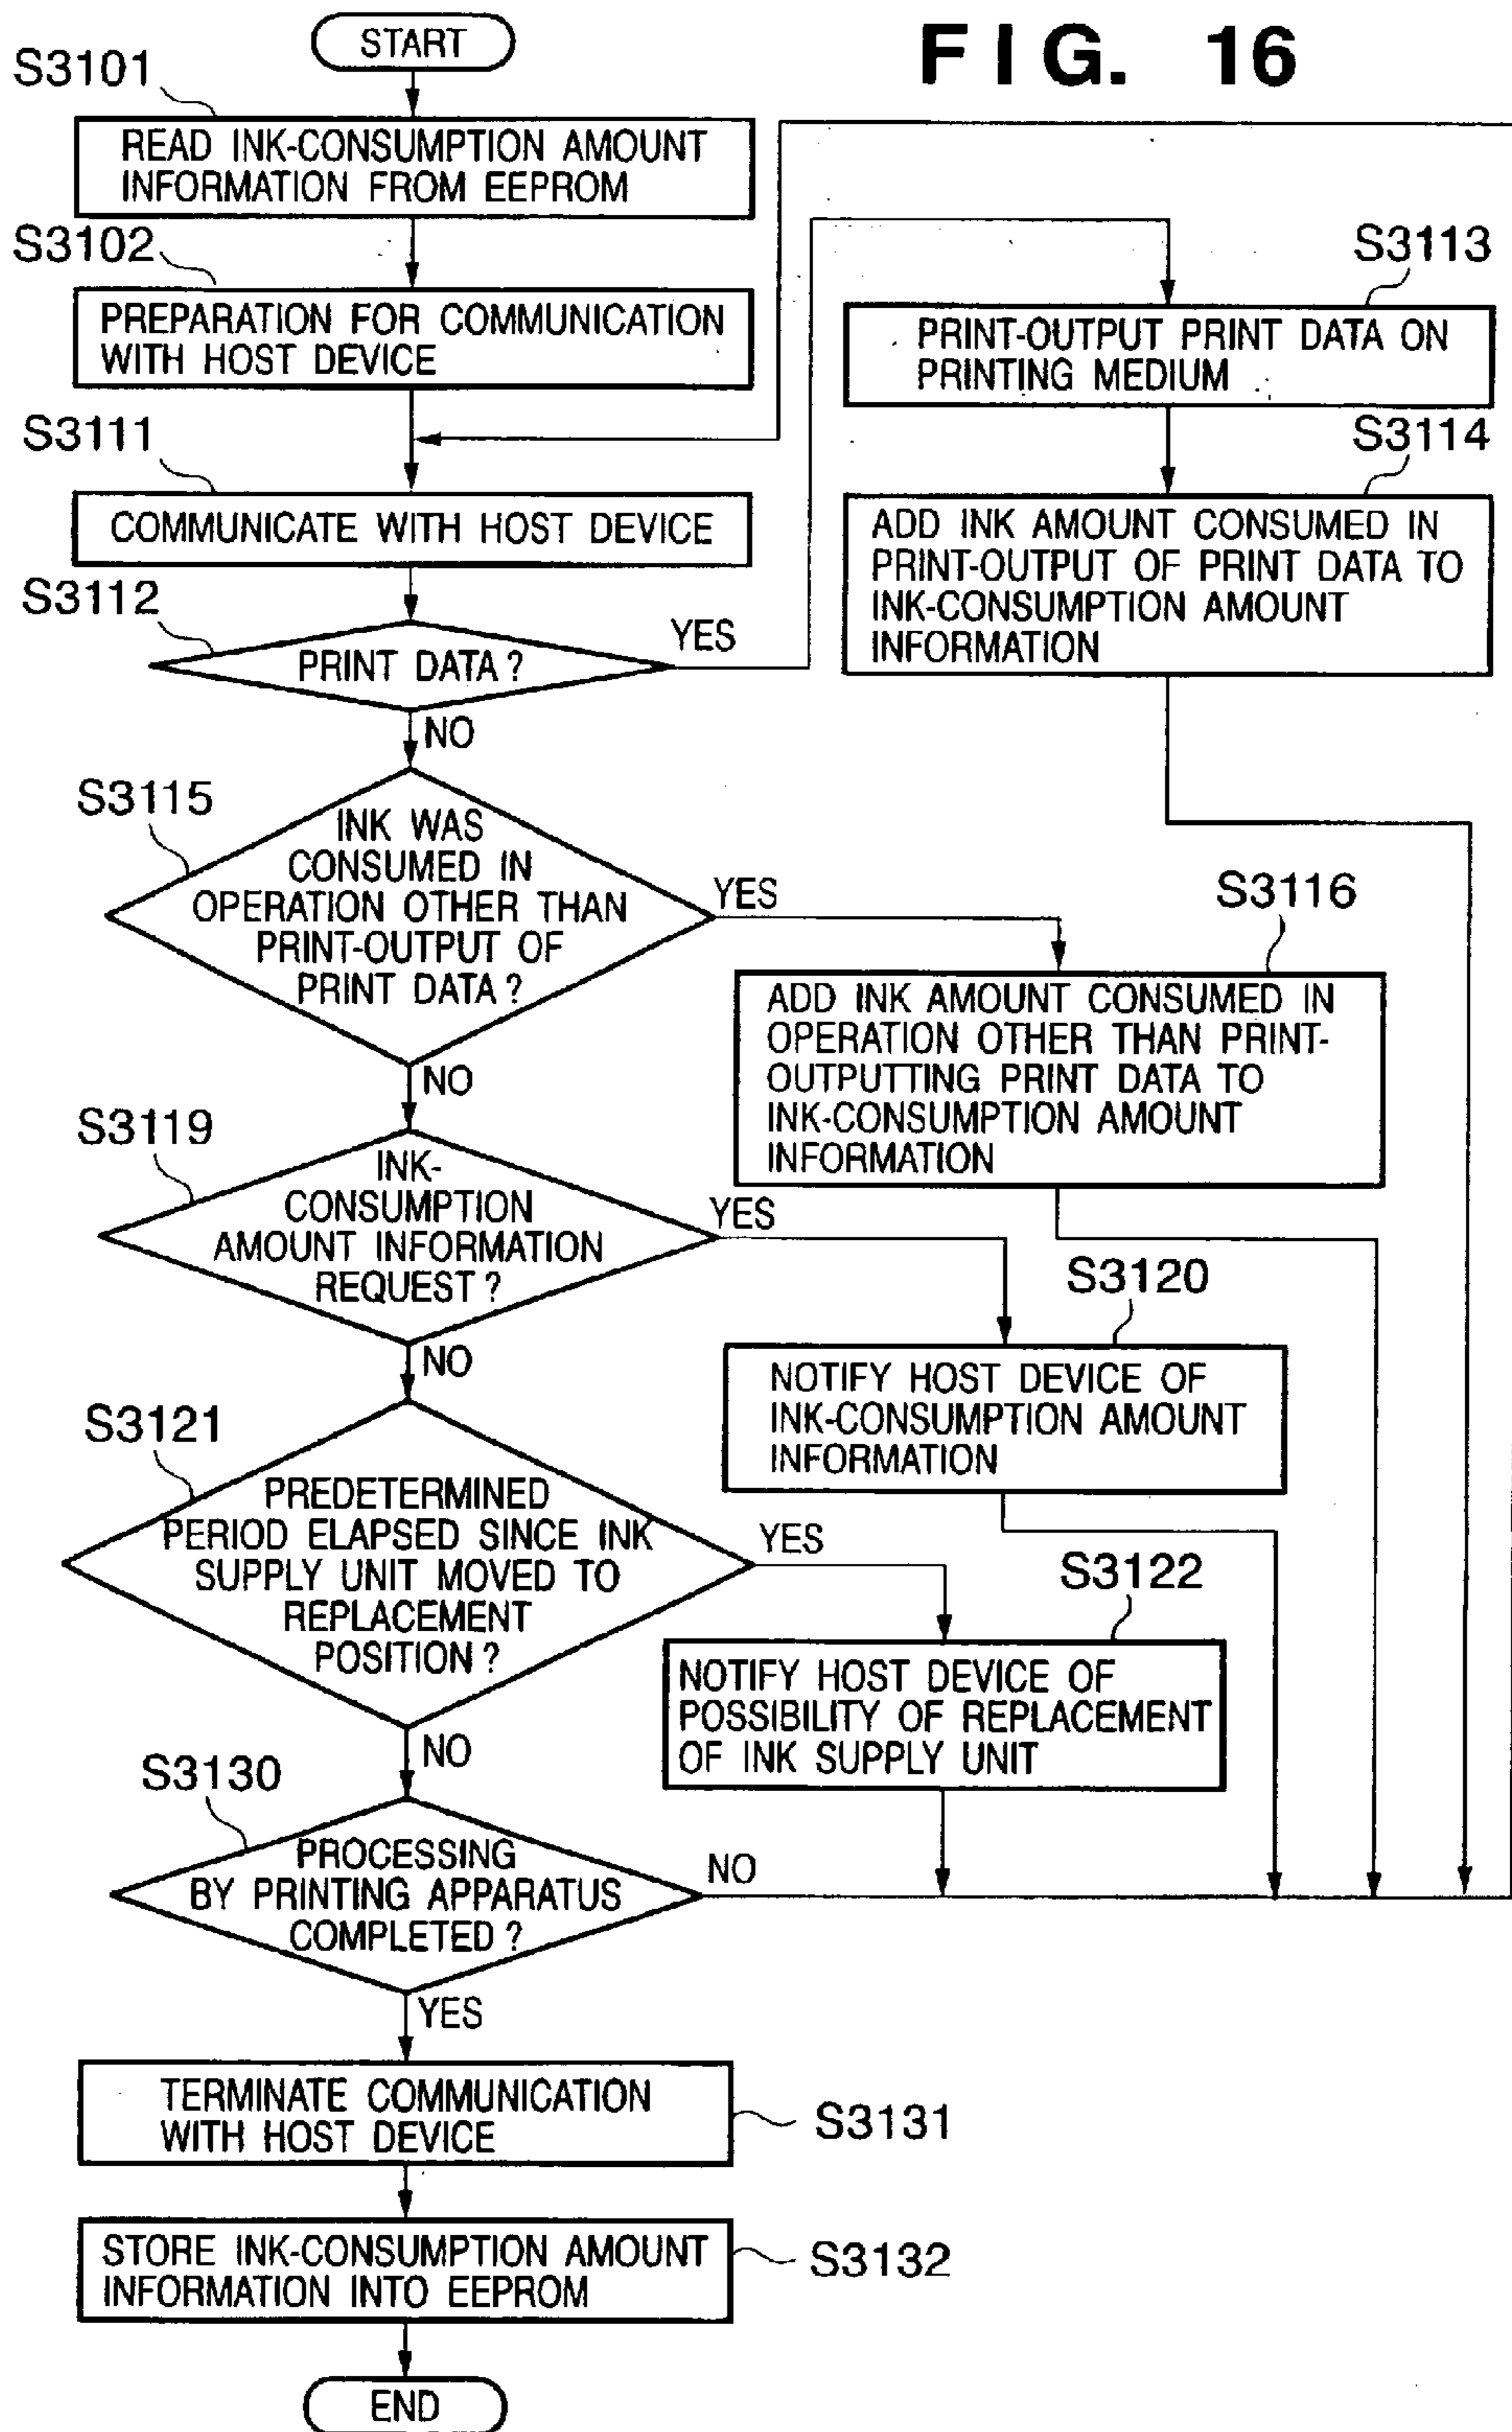 FIG. 16
START
S3101
READ INK-CONSUMPTION AMOUNT
INFORMATION FROM EEPROM
S3102
PREPARATION FOR COMMUNICATION
WITH HOST DEVICE
S3111
COMMUNICATE WITH HOST DEVICE
S3112
PRINT DATA?
YES
NO
S3113
PRINT-OUTPUT PRINT DATA ON
PRINTING MEDIUM
S3114
ADD INK AMOUNT CONSUMED IN
PRINT-OUTPUT OF PRINT DATA TO
INK-CONSUMPTION AMOUNT
INFORMATION
S3115
INK WAS
CONSUMED IN
OPERATION OTHER THAN
PRINT-OUTPUT OF
PRINT DATA?
YES
NO
S3116
ADD INK AMOUNT CONSUMED IN
OPERATION OTHER THAN PRINT-
OUTPUTTING PRINT DATA TO
INK-CONSUMPTION AMOUNT
INFORMATION
S3119
INK-
CONSUMPTION
AMOUNT INFORMATION
REQUEST?
YES
NO
S3120
NOTIFY HOST DEVICE OF
INK-CONSUMPTION AMOUNT
INFORMATION
S3121
PREDETERMINED
PERIOD ELAPSED SINCE INK
SUPPLY UNIT MOVED TO
REPLACEMENT
POSITION?
YES
NO
S3122
NOTIFY HOST DEVICE OF
POSSIBILITY OF REPLACEMENT
OF INK SUPPLY UNIT
S3130
PROCESSING
BY PRINTING APPARATUS
COMPLETED?
NO
YES
TERMINATE COMMUNICATION
WITH HOST DEVICE
S3131
STORE INK-CONSUMPTION AMOUNT
INFORMATION INTO EEPROM
S3132
END